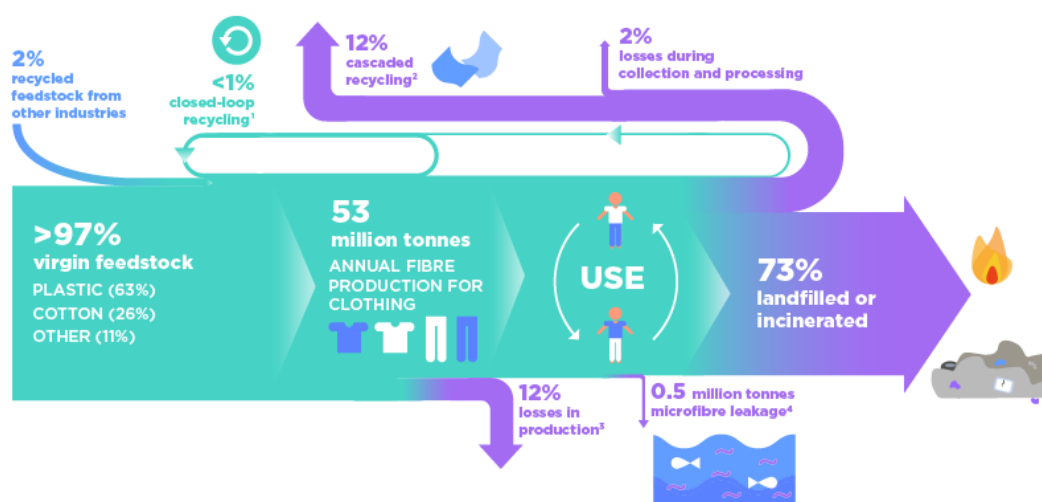 2%
recycled
feedstock from
other industries
<1%
closed-loop
recycling¹
12%
cascaded
recycling²
2%
losses during
collection and processing
>97%
virgin feedstock
PLASTIC (63%)
COTTON (26%)
OTHER (11%)
53
million tonnes
ANNUAL FIBRE
PRODUCTION FOR
CLOTHING
USE
73%
landfilled or
incinerated
12%
losses in
production³
0.5 million tonnes
microfibre leakage⁴